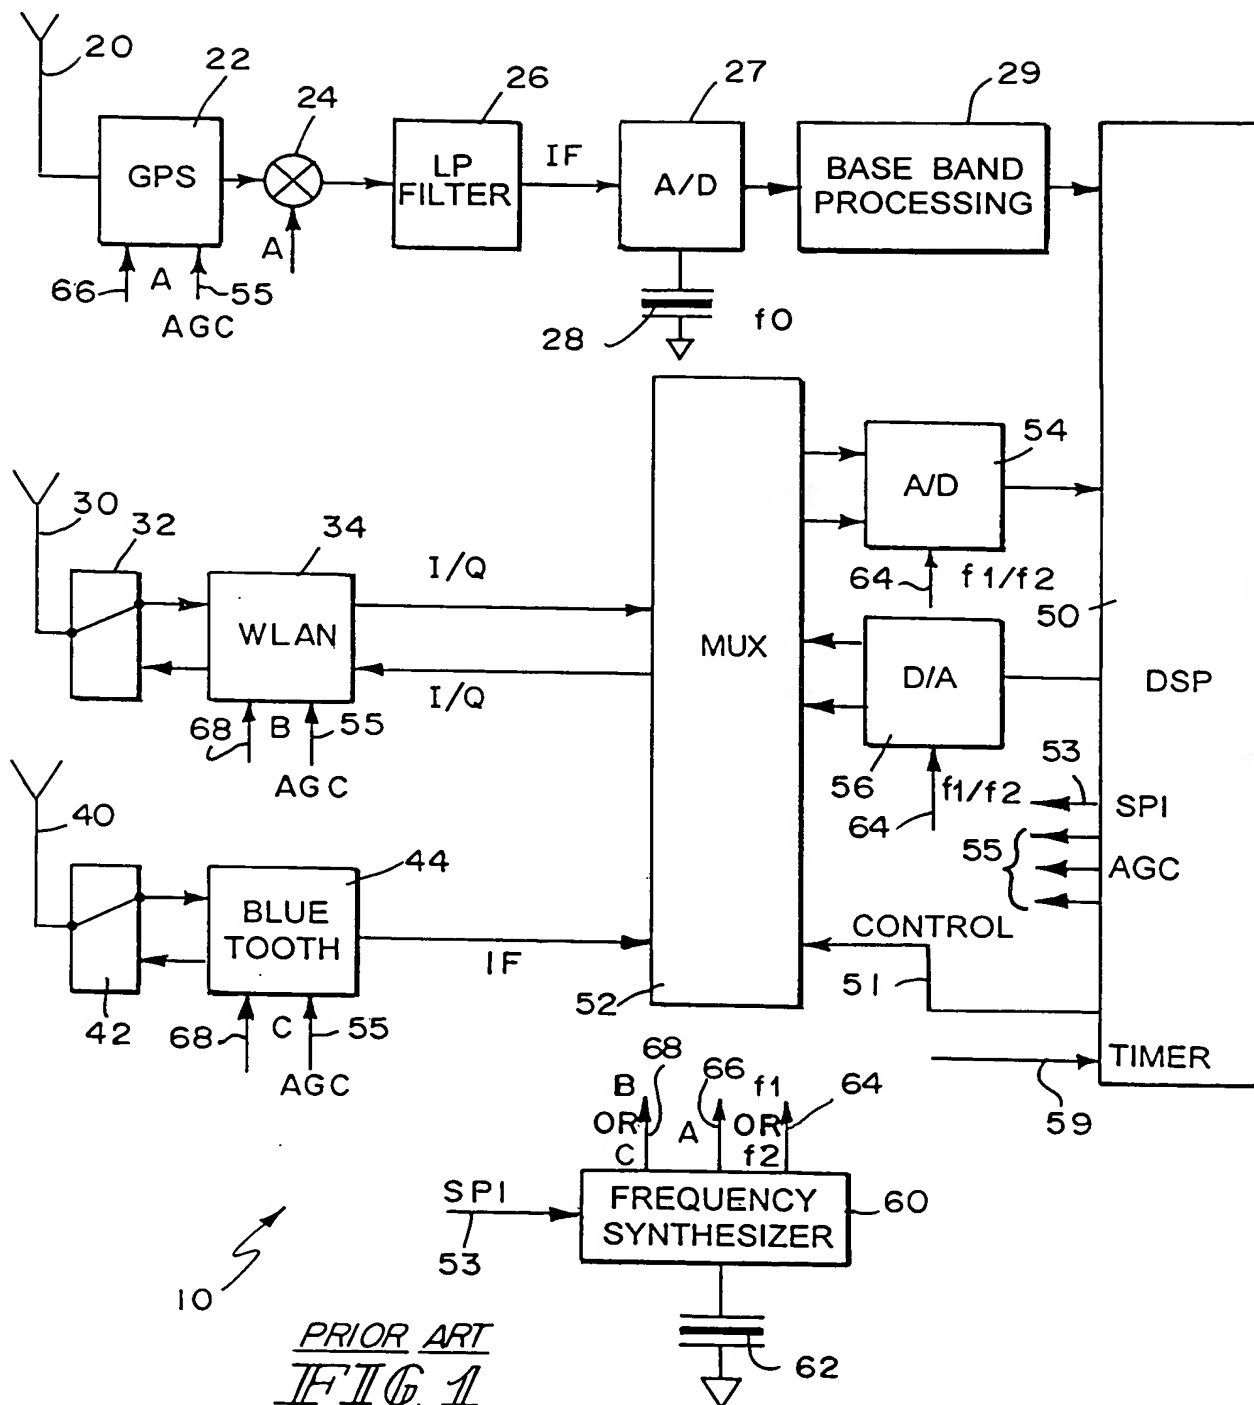 20
22
24
26
27
29
GPS
LP
FILTER
IF
A/D
BASE BAND
PROCESSING
66
A
55
AGC
A
28
f0
30
32
34
I/Q
WLAN
I/Q
68
B
55
AGC
MUX
54
A/D
64
f1/f2
50
D/A
DSP
56
f1/f2
64
53
SPI
55
AGC
40
42
44
BLUE
TOOTH
IF
68
C
55
AGC
52
CONTROL
51
TIMER
59
B
OR
C
68
66
A
f1
OR
f2
64
SPI
53
FREQUENCY
SYNTHESIZER
60
62
10
PRIOR ART
FIG. 1